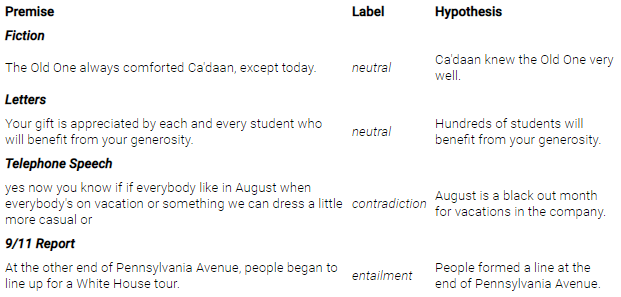 Premise Label Hypothesis
Fiction
The Old One always comforted Ca'daan, except today. neutral Ca'daan knew the Old One very well.
Letters
Your gift is appreciated by each and every student who will benefit from your generosity. neutral Hundreds of students will benefit from your generosity.
Telephone Speech
yes now you know if if everybody like in August when everybody's on vacation or something we can dress a little more casual or contradiction August is a black out month for vacations in the company.
9/11 Report
At the other end of Pennsylvania Avenue, people began to line up for a White House tour. entailment People formed a line at the end of Pennsylvania Avenue.